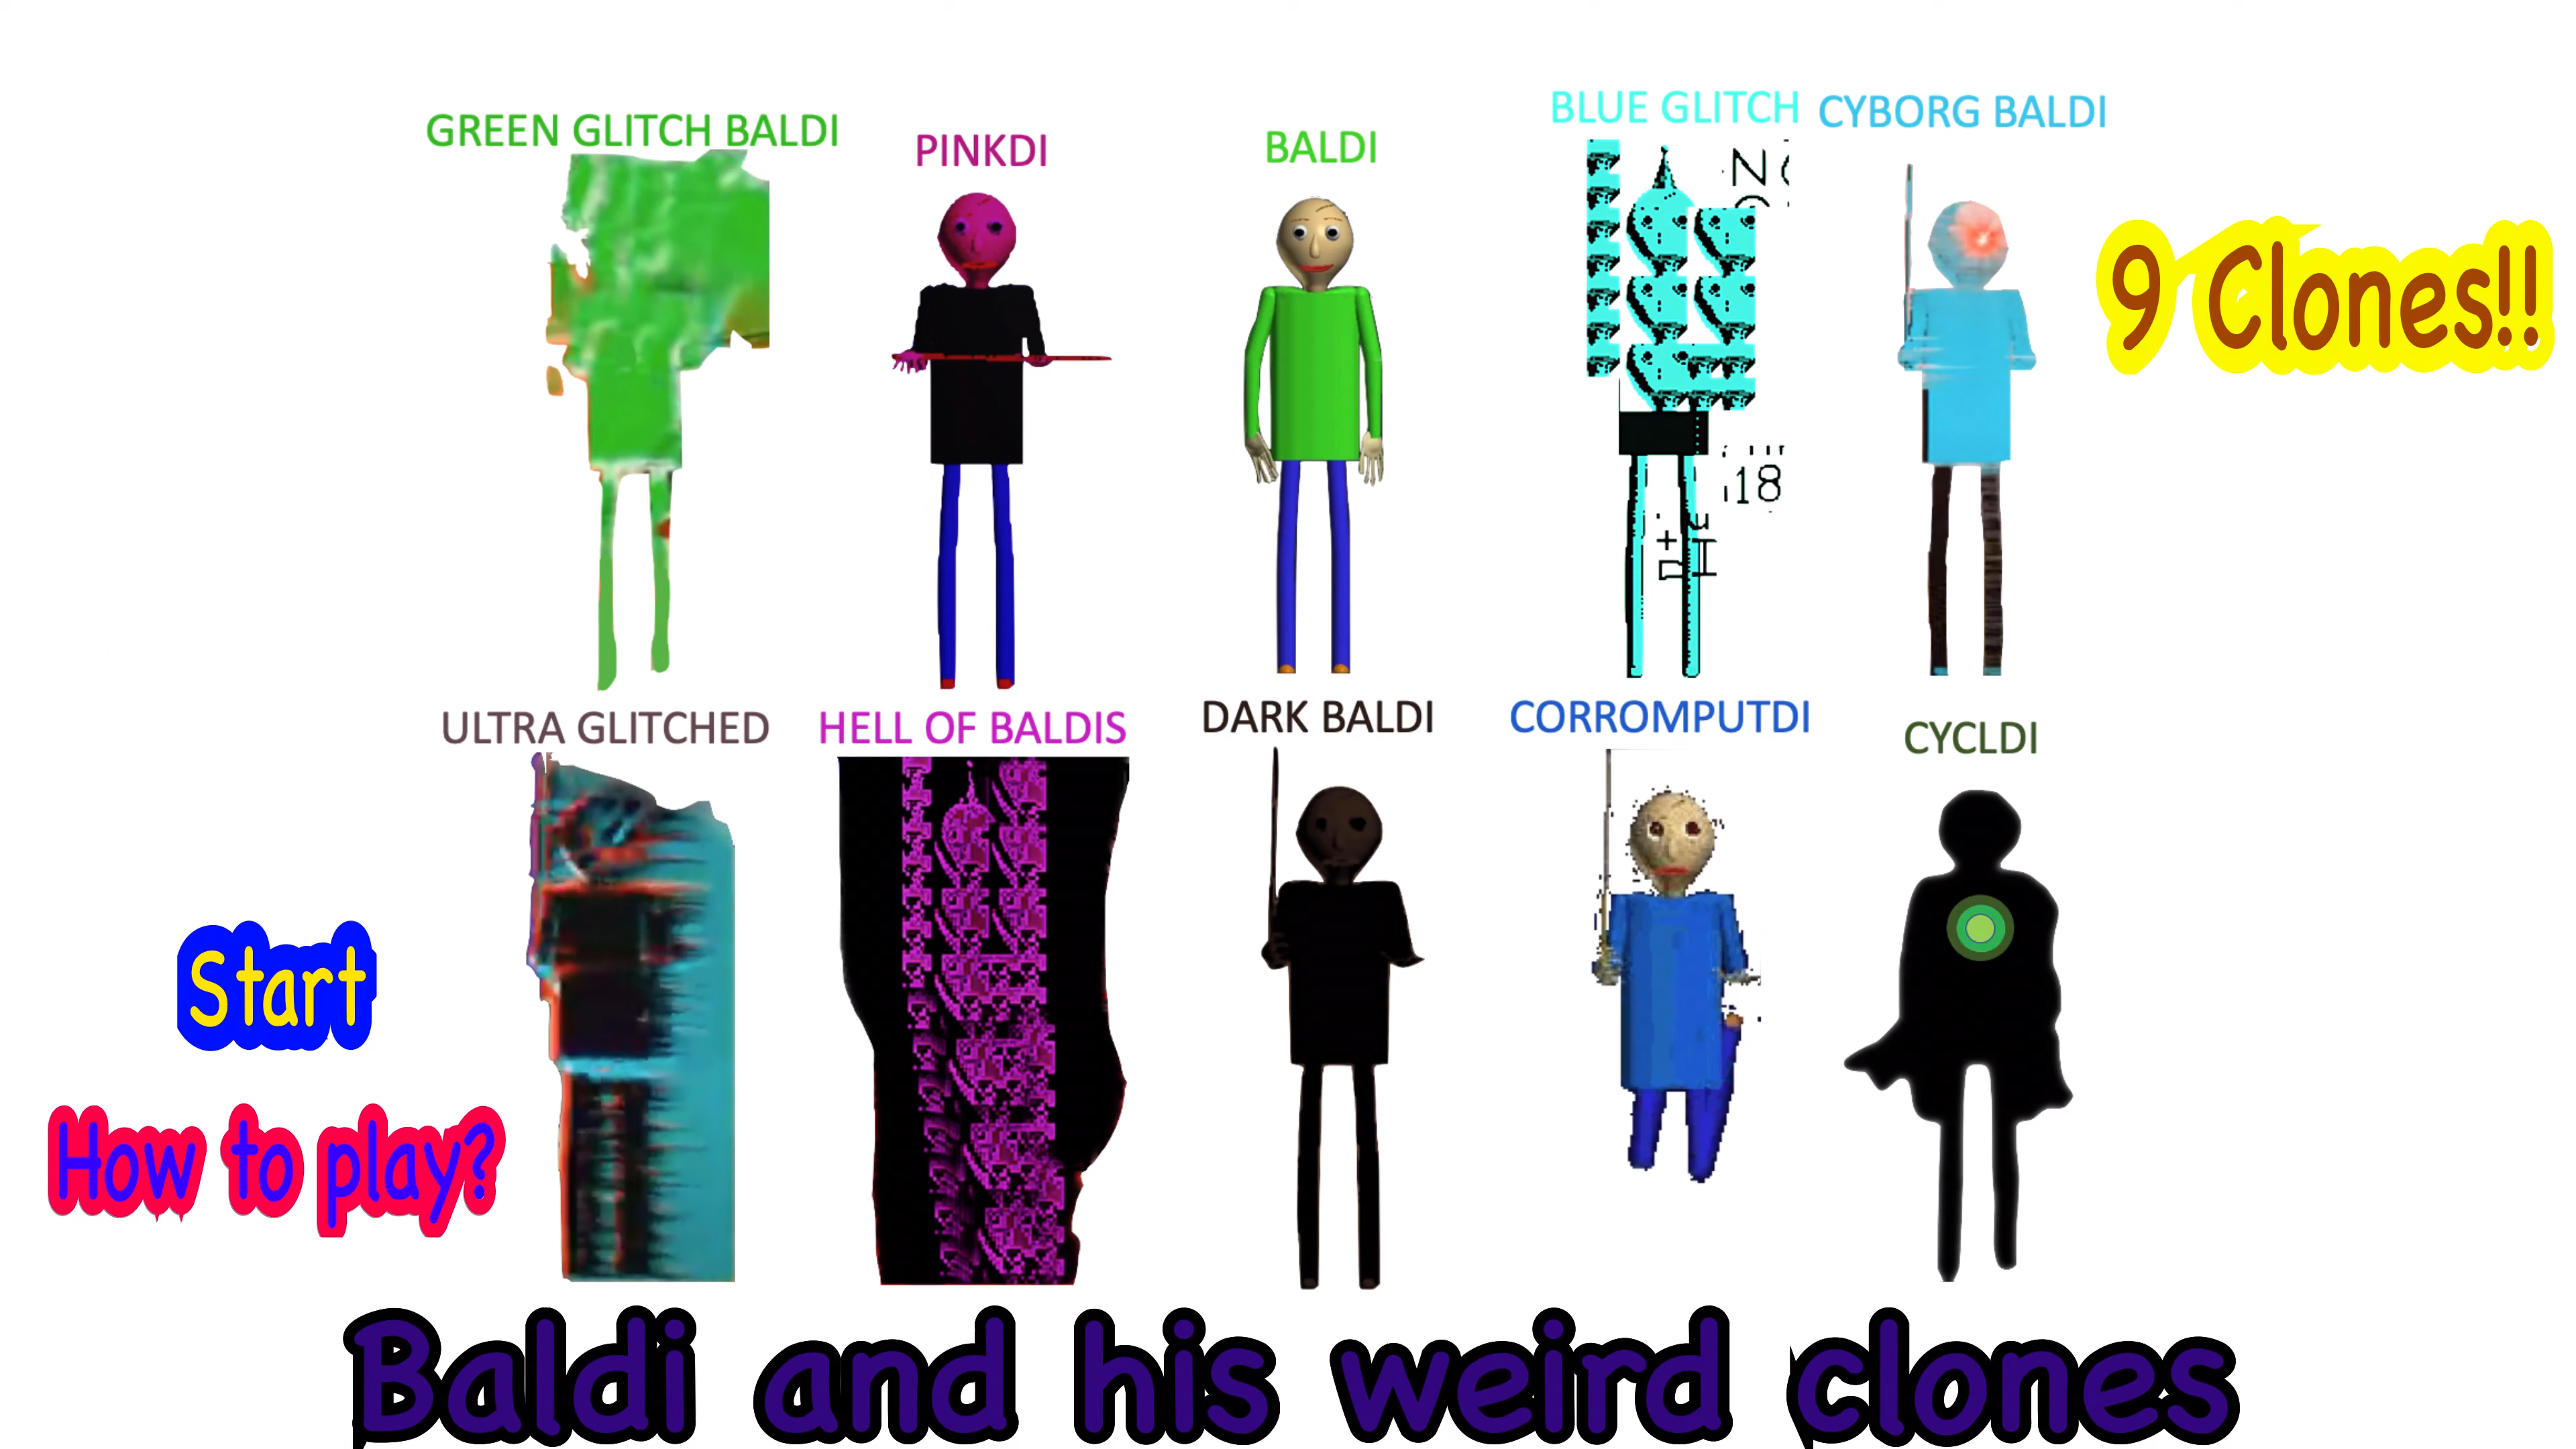 GREEN GLITCH BALDI
PINKDI
BALDI
BLUE GLITCH
CYBORG BALDI
9 Clones!!
18
ULTRA GLITCHED
HELL OF BALDIS
DARK BALDI
CORROMPUTDI
CYCLDI
Start
How to play?
Baldi and his weird clones